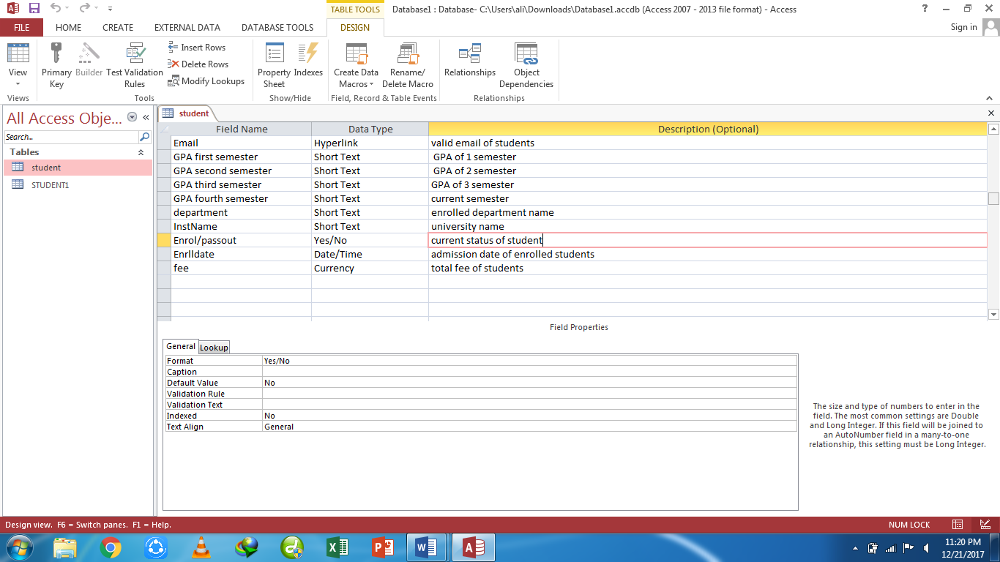 TABLE TOOLS Database1 : Database- C:\Users\ali\Downloads\Database1.accdb (Access 2007 - 2013 file format) - Access ?
FILE HOME CREATE EXTERNAL DATA DATABASE TOOLS DESIGN Sign in
View
Views
Primary Key
Builder
Test Validation Rules
Insert Rows
Delete Rows
Modify Lookups
Tools
Property Sheet
Indexes
Show/Hide
Create Data Macros
Rename/ Delete Macro
Field, Record & Table Events
Relationships
Object Dependencies
Relationships
All Access Obje...
Search...
Tables
student
STUDENT1
student
Field Name Data Type Description (Optional)
Email Hyperlink valid email of students
GPA first semester Short Text GPA of 1 semester
GPA second semester Short Text GPA of 2 semester
GPA third semester Short Text GPA of 3 semester
GPA fourth semester Short Text current semester
department Short Text enrolled department name
InstName Short Text university name
Enrol/passout Yes/No current status of student
Enrlldate Date/Time admission date of enrolled students
fee Currency total fee of students
Field Properties
General Lookup
Format Yes/No
Caption
Default Value No
Validation Rule
Validation Text
Indexed No
Text Align General
The size and type of numbers to enter in the
field. The most common settings are Double
and Long Integer. If this field will be joined to
an AutoNumber field in a many-to-one
relationship, this setting must be Long Integer.
Design view. F6 = Switch panes. F1 = Help. NUM LOCK
11:20 PM
12/21/2017